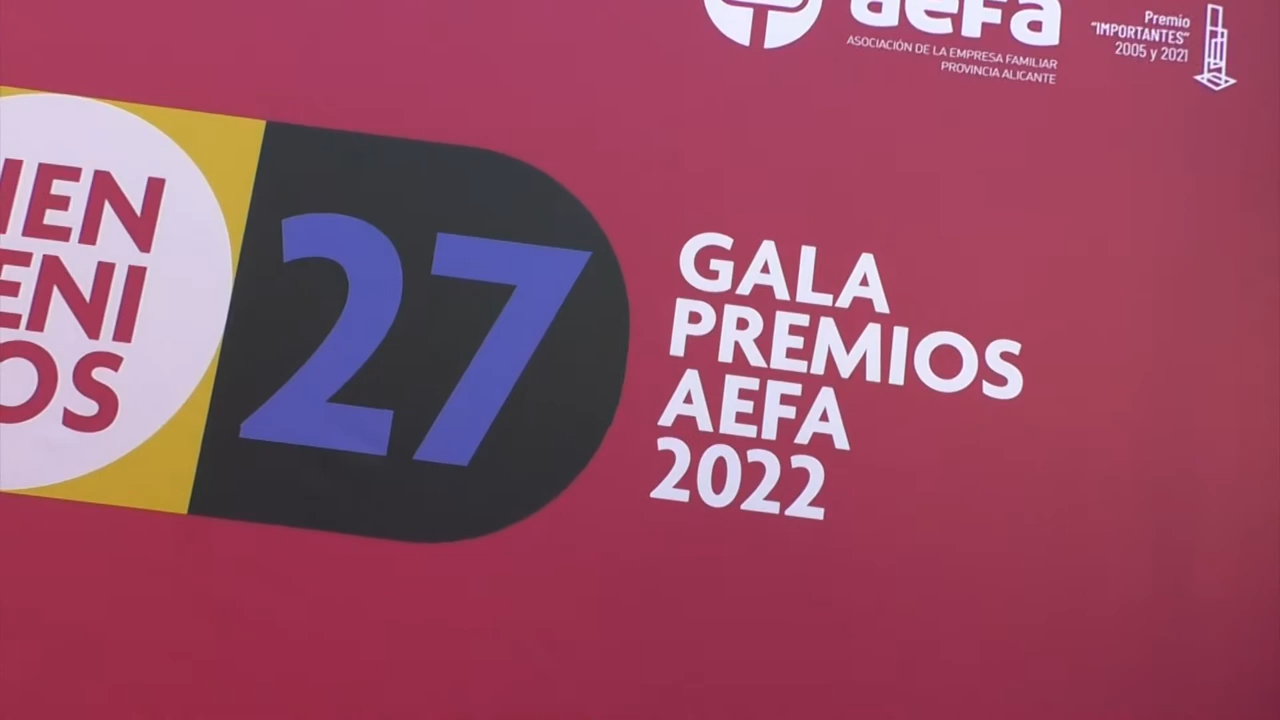 aefa
ASOCIACIÓN DE LA EMPRESA FAMILIAR
PROVINCIA ALICANTE
Premio
"IMPORTANTES"
2005 y 2021
IEN
ENI
OS
27
GALA
PREMIOS
AEFA
2022